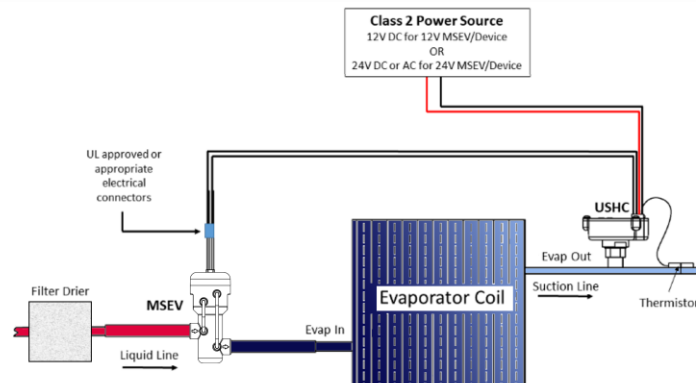 Class 2 Power Source
12V DC for 12V MSEV/Device
OR
24V DC or AC for 24V MSEV/Device
UL approved or
appropriate
electrical
connectors
USHC
Evap Out
Filter Drier
MSEV
Evaporator Coil
Suction Line
Thermistor
Evap In
Liquid Line